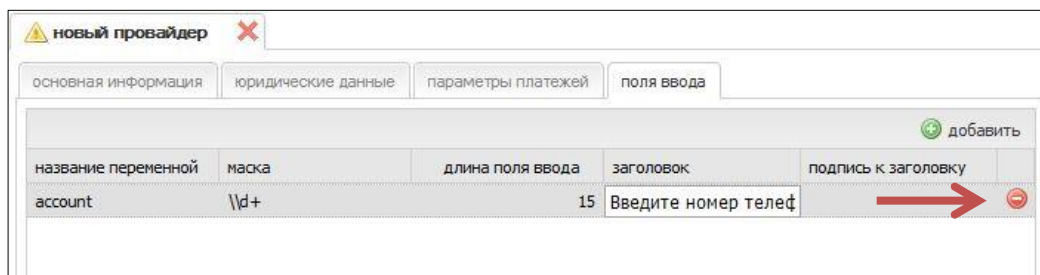 новый провайдер
основная информация юридические данные параметры платежей поля ввода
добавить
название переменной маска длина поля ввода заголовок подпись к заголовку
account \\d+ 15 Введите номер телеф